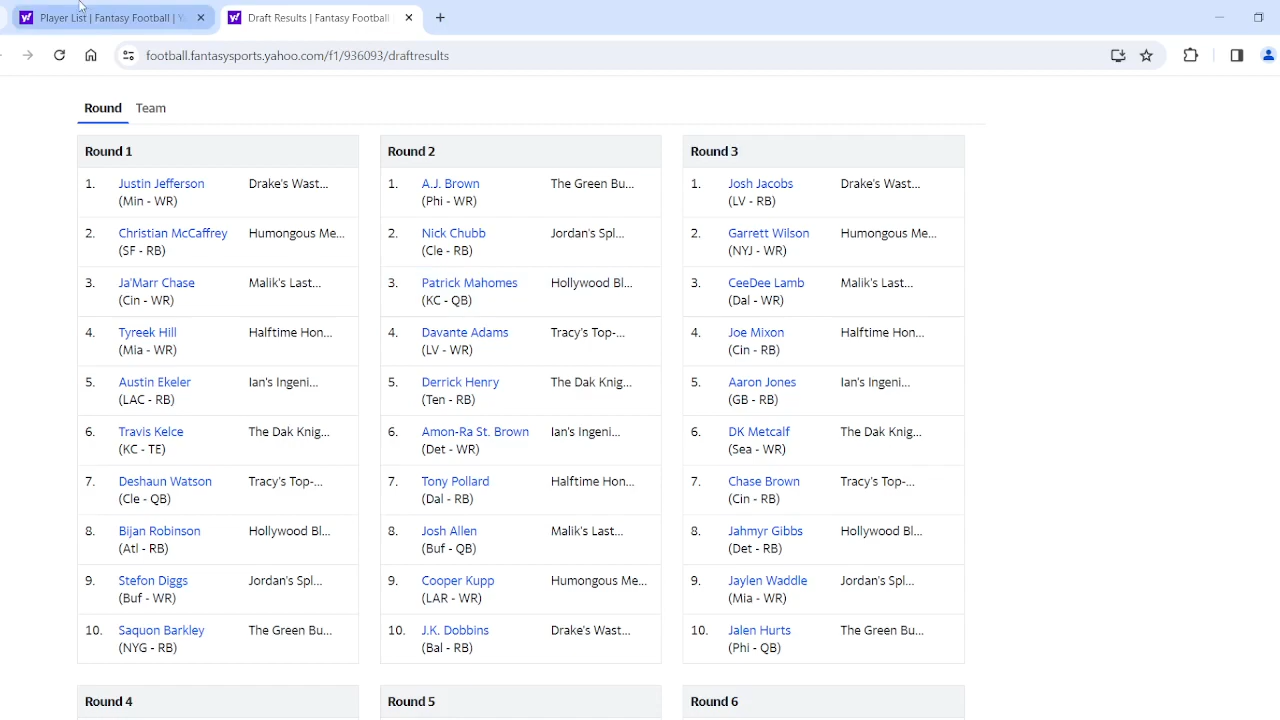 Player List | Fantasy Football |
Draft Results | Fantasy Football
football.fantasysports.yahoo.com/f1/936093/draftresults
Round Team
Round 1
1. Justin Jefferson Drake's Wast...
(Min - WR)
2. Christian McCaffrey Humongous Me...
(SF - RB)
3. Ja'Marr Chase Malik's Last...
(Cin - WR)
4. Tyreek Hill Halftime Hon...
(Mia - WR)
5. Austin Ekeler Ian's Ingeni...
(LAC - RB)
6. Travis Kelce The Dak Knig...
(KC - TE)
7. Deshaun Watson Tracy's Top-...
(Cle - QB)
8. Bijan Robinson Hollywood Bl...
(Atl - RB)
9. Stefon Diggs Jordan's Spl...
(Buf - WR)
10. Saquon Barkley The Green Bu...
(NYG - RB)
Round 2
1. A.J. Brown The Green Bu...
(Phi - WR)
2. Nick Chubb Jordan's Spl...
(Cle - RB)
3. Patrick Mahomes Hollywood Bl...
(KC - QB)
4. Davante Adams Tracy's Top-...
(LV - WR)
5. Derrick Henry The Dak Knig...
(Ten - RB)
6. Amon-Ra St. Brown Ian's Ingeni...
(Det - WR)
7. Tony Pollard Halftime Hon...
(Dal - RB)
8. Josh Allen Malik's Last...
(Buf - QB)
9. Cooper Kupp Humongous Me...
(LAR - WR)
10. J.K. Dobbins Drake's Wast...
(Bal - RB)
Round 3
1. Josh Jacobs Drake's Wast...
(LV - RB)
2. Garrett Wilson Humongous Me...
(NYJ - WR)
3. CeeDee Lamb Malik's Last...
(Dal - WR)
4. Joe Mixon Halftime Hon...
(Cin - RB)
5. Aaron Jones Ian's Ingeni...
(GB - RB)
6. DK Metcalf The Dak Knig...
(Sea - WR)
7. Chase Brown Tracy's Top-...
(Cin - RB)
8. Jahmyr Gibbs Hollywood Bl...
(Det - RB)
9. Jaylen Waddle Jordan's Spl...
(Mia - WR)
10. Jalen Hurts The Green Bu...
(Phi - QB)
Round 4
Round 5
Round 6